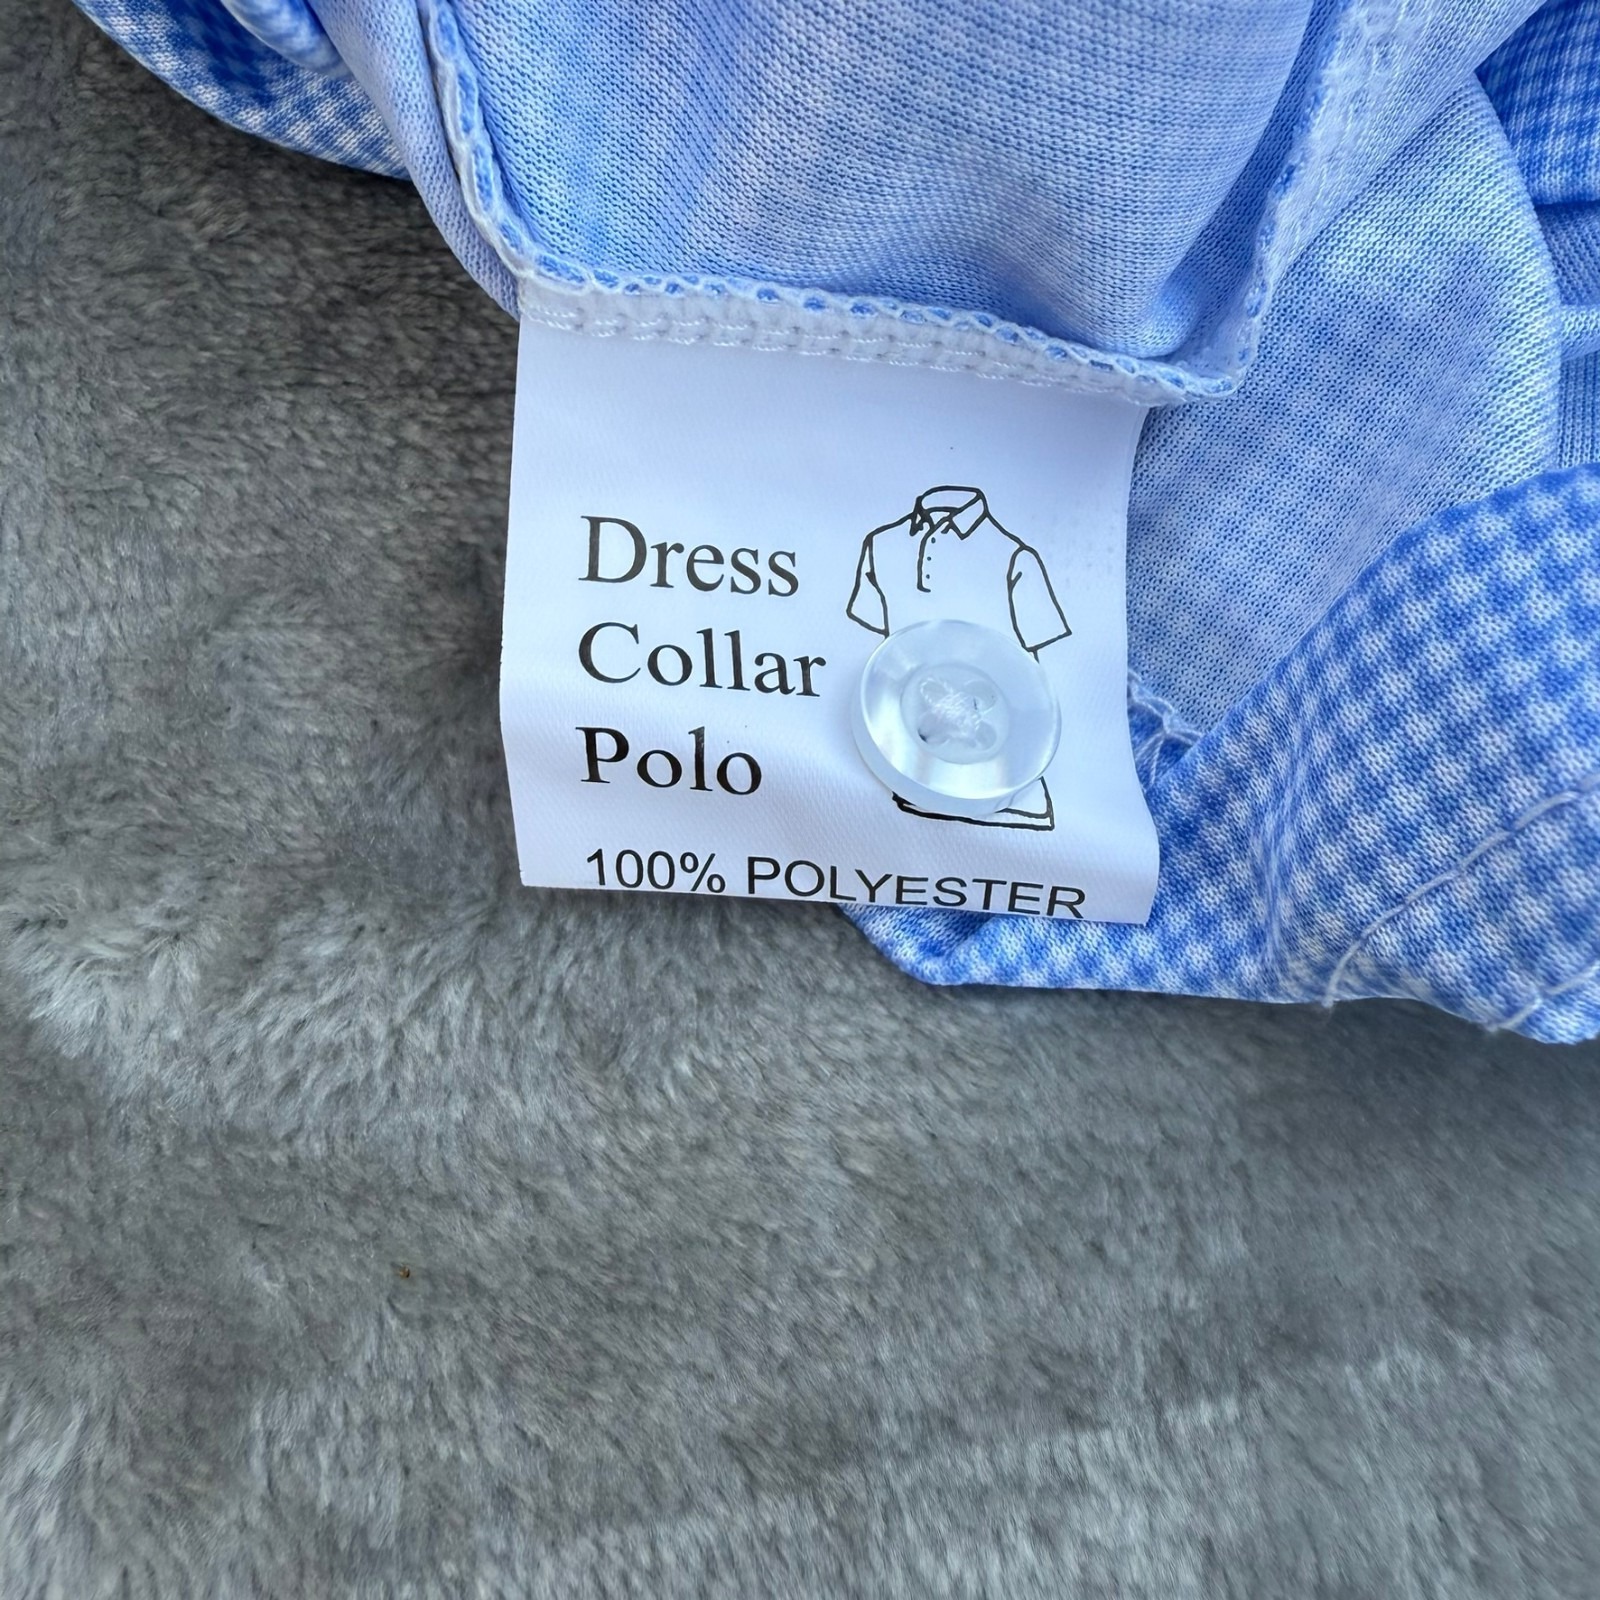 Dress
Collar
Polo
100% POLYESTER